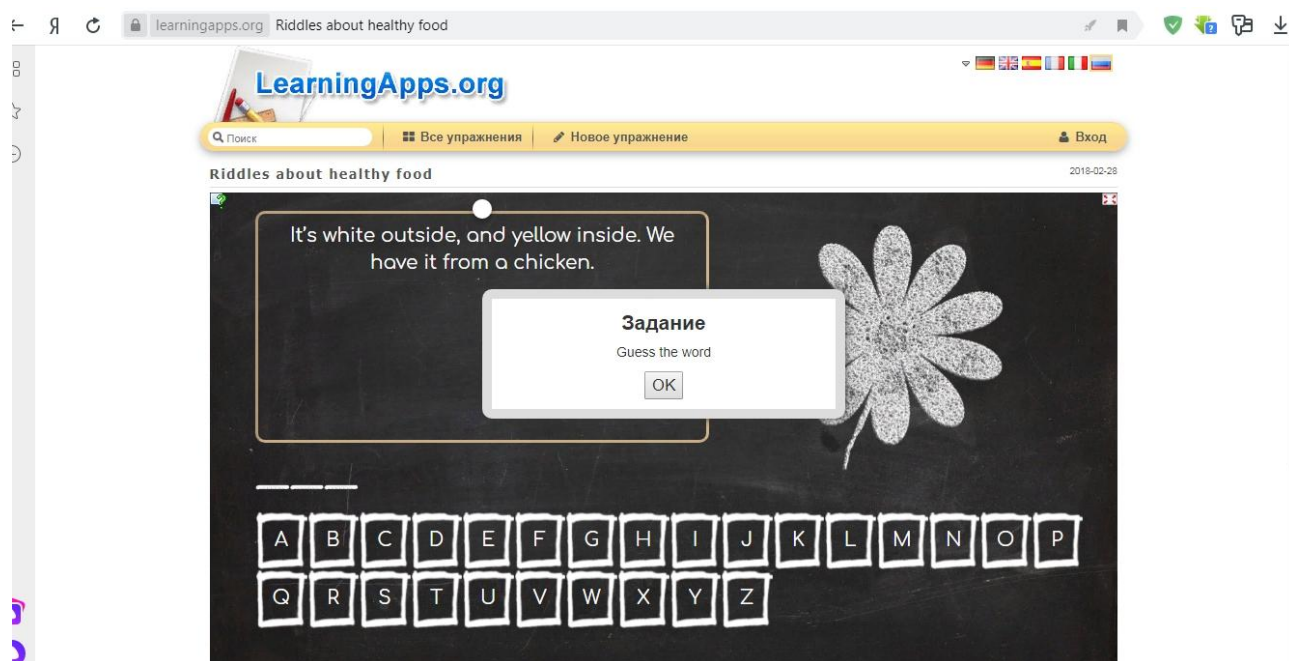 learningapps.org Riddles about healthy food
LearningApps.org
Поиск Все упражнения Новое упражнение Вход
Riddles about healthy food 2018-02-28
It's white outside, and yellow inside. We
have it from a chicken.
Задание
Guess the word
OK
A B C D E F G H I J K L M N O P
Q R S T U V W X Y Z